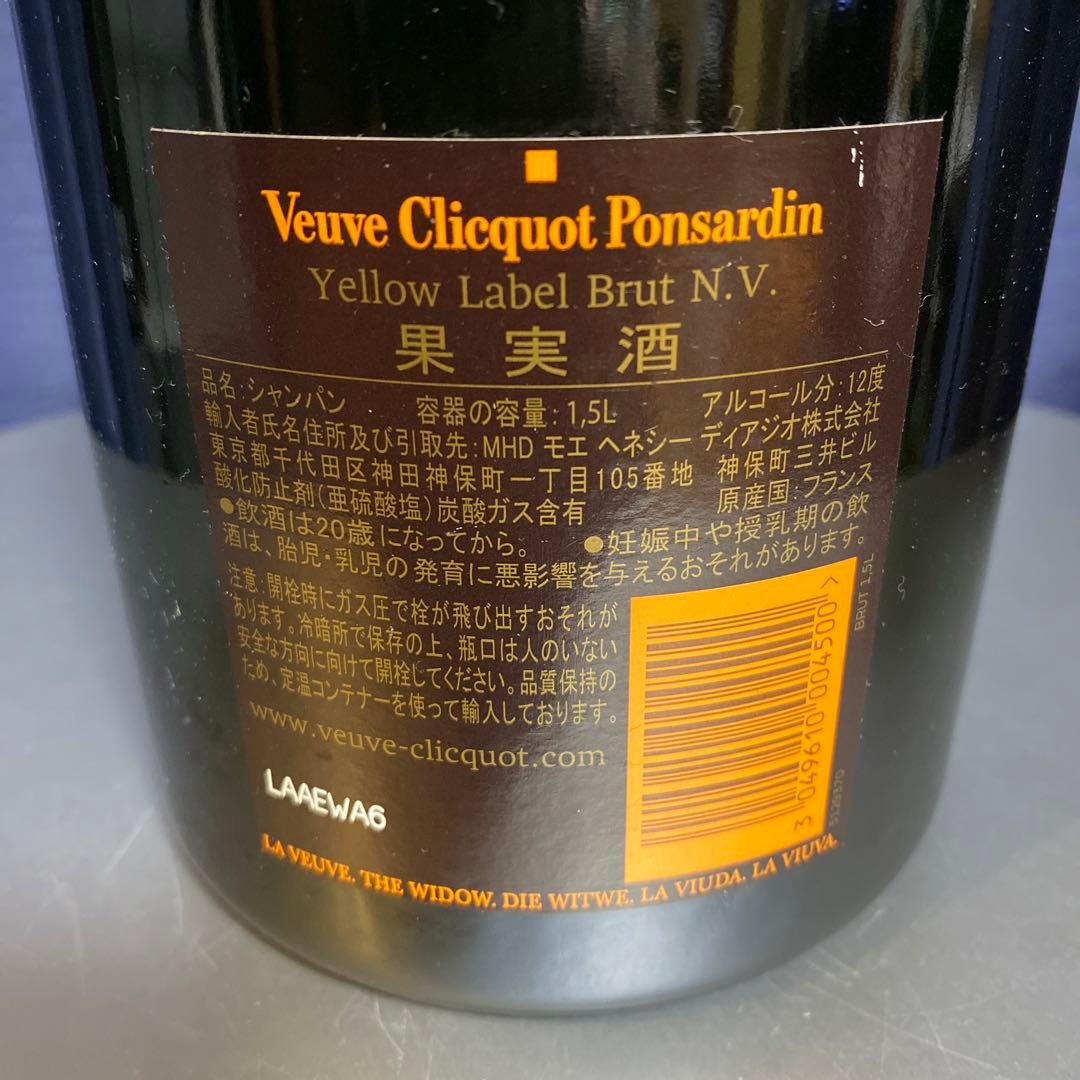 Veuve Clicquot Ponsardin
Yellow Label Brut N.V.
果実酒
品名:シャンパン 容器の容量:1,5L アルコール分:12度
輸入者氏名住所及び引取先:MHD モエ ヘネシー ディアジオ株式会社
東京都千代田区神田神保町一丁目105番地 神保町三井ビル
酸化防止剤(亜硫酸塩)炭酸ガス含有 原産国:フランス
●飲酒は20歳になってから。 ●妊娠中や授乳期の飲
酒は、胎児・乳児の発育に悪影響を与えるおそれがあります。
注意:開栓時にガス圧で栓が飛び出すおそれが
あります。冷暗所で保存の上、瓶口は人のいない
安全な方向に向けて開栓してください。品質保持の
ため、定温コンテナーを使って輸入しております。
www.veuve-clicquot.com
LAAEWA6
3 049610 004500 >
BRUT 1,5L
5129370
LA VEUVE. THE WIDOW. DIE WITWE. LA VIUDA. LA VIUVA.